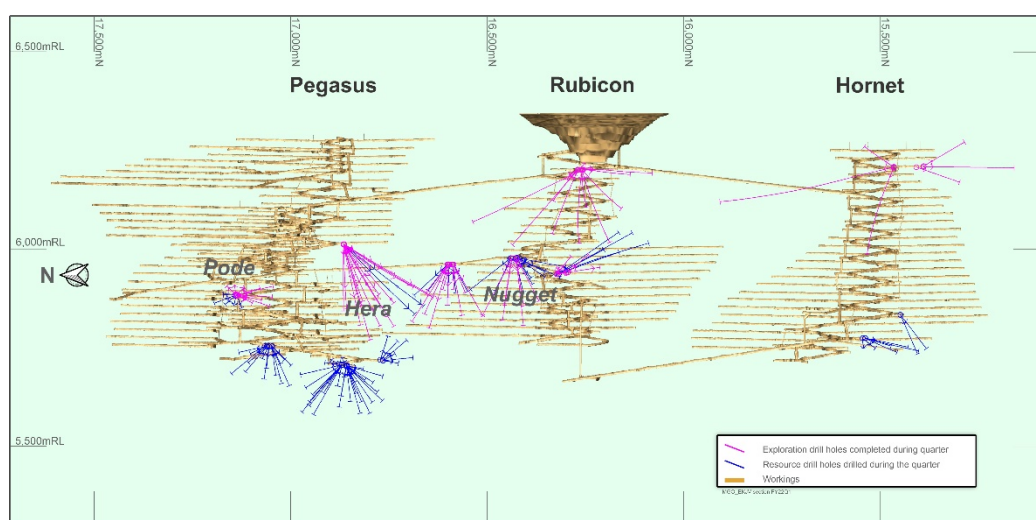 17,500mN
17,000mN
16,500mN
16,000mN
15,500mN
6,500mRL
Pegasus
Rubicon
Hornet
6,000mRL
N
Pode
Hera
Nugget
5,500mRL
Exploration drill holes completed during quarter
Resource drill holes drilled during the quarter
Workings